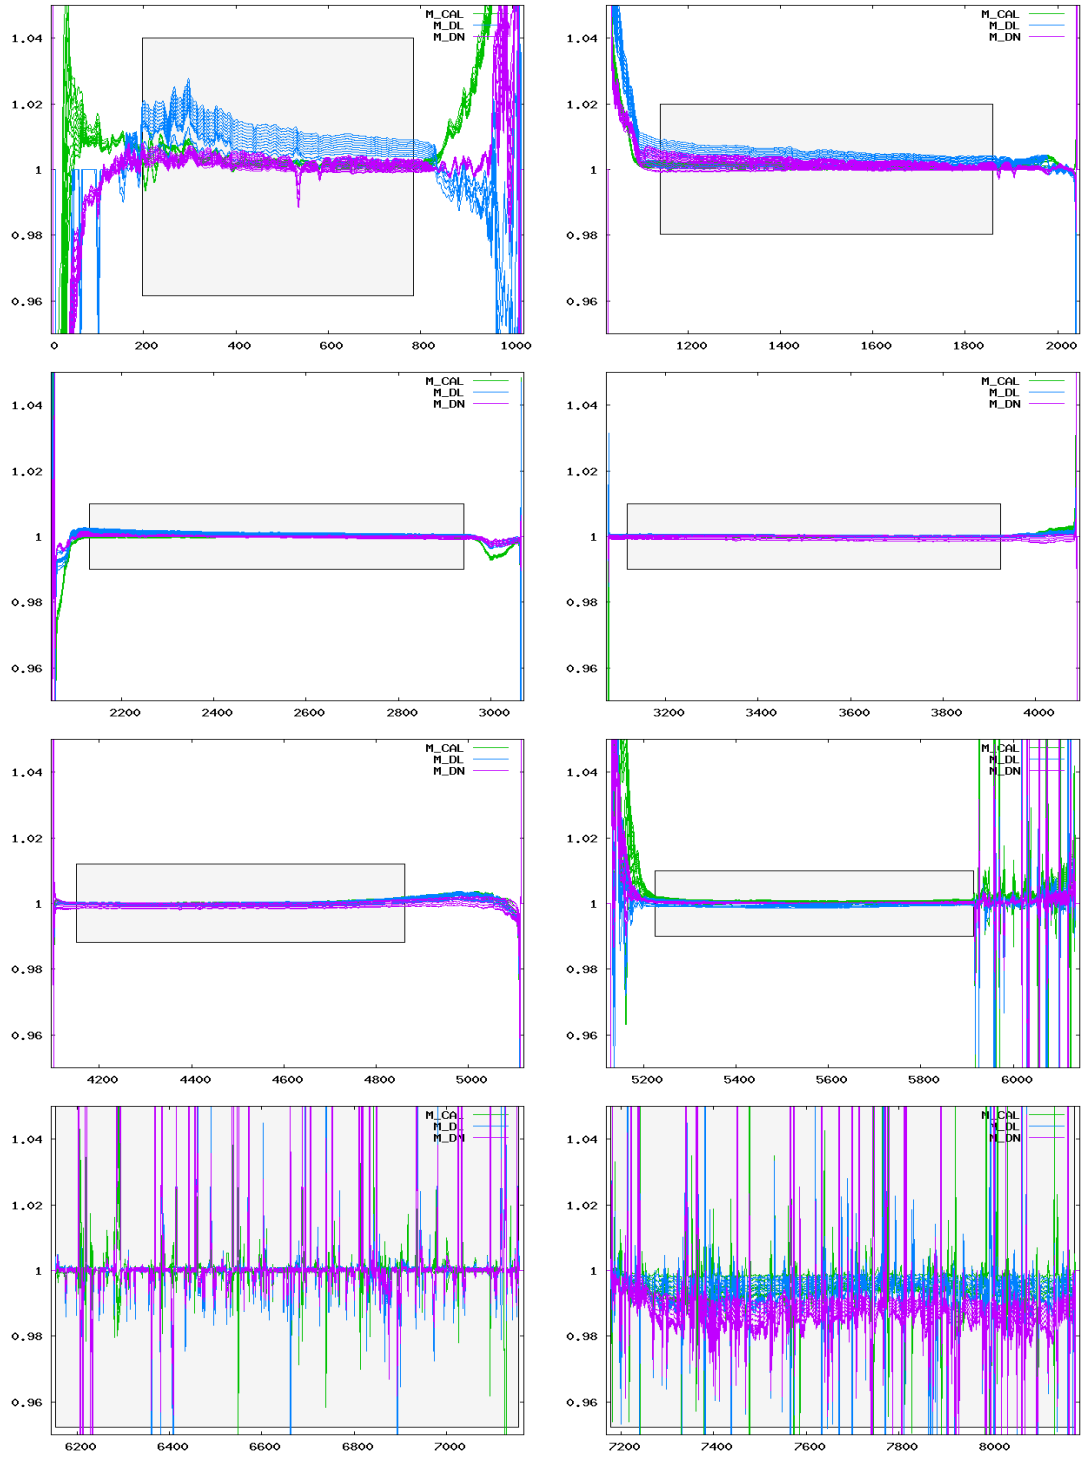 1.04 M_CAL
M_DL
M_DN
1.02
1
0.98
0.96
0 200 400 600 800 1000
1.04 M_CAL
M_DL
M_DN
1.02
1
0.98
0.96
1200 1400 1600 1800 2000
1.04 M_CAL
M_DL
M_DN
1.02
1
0.98
0.96
2200 2400 2600 2800 3000
1.04 M_CAL
M_DL
M_DN
1.02
1
0.98
0.96
3200 3400 3600 3800 4000
1.04 M_CAL
M_DL
M_DN
1.02
1
0.98
0.96
4200 4400 4600 4800 5000
1.04 M_CAL
M_DL
M_DN
1.02
1
0.98
0.96
5200 5400 5600 5800 6000
1.04 M_CAL
M_DL
M_DN
1.02
1
0.98
0.96
6200 6400 6600 6800 7000
1.04 M_CAL
M_DL
M_DN
1.02
1
0.98
0.96
7200 7400 7600 7800 8000